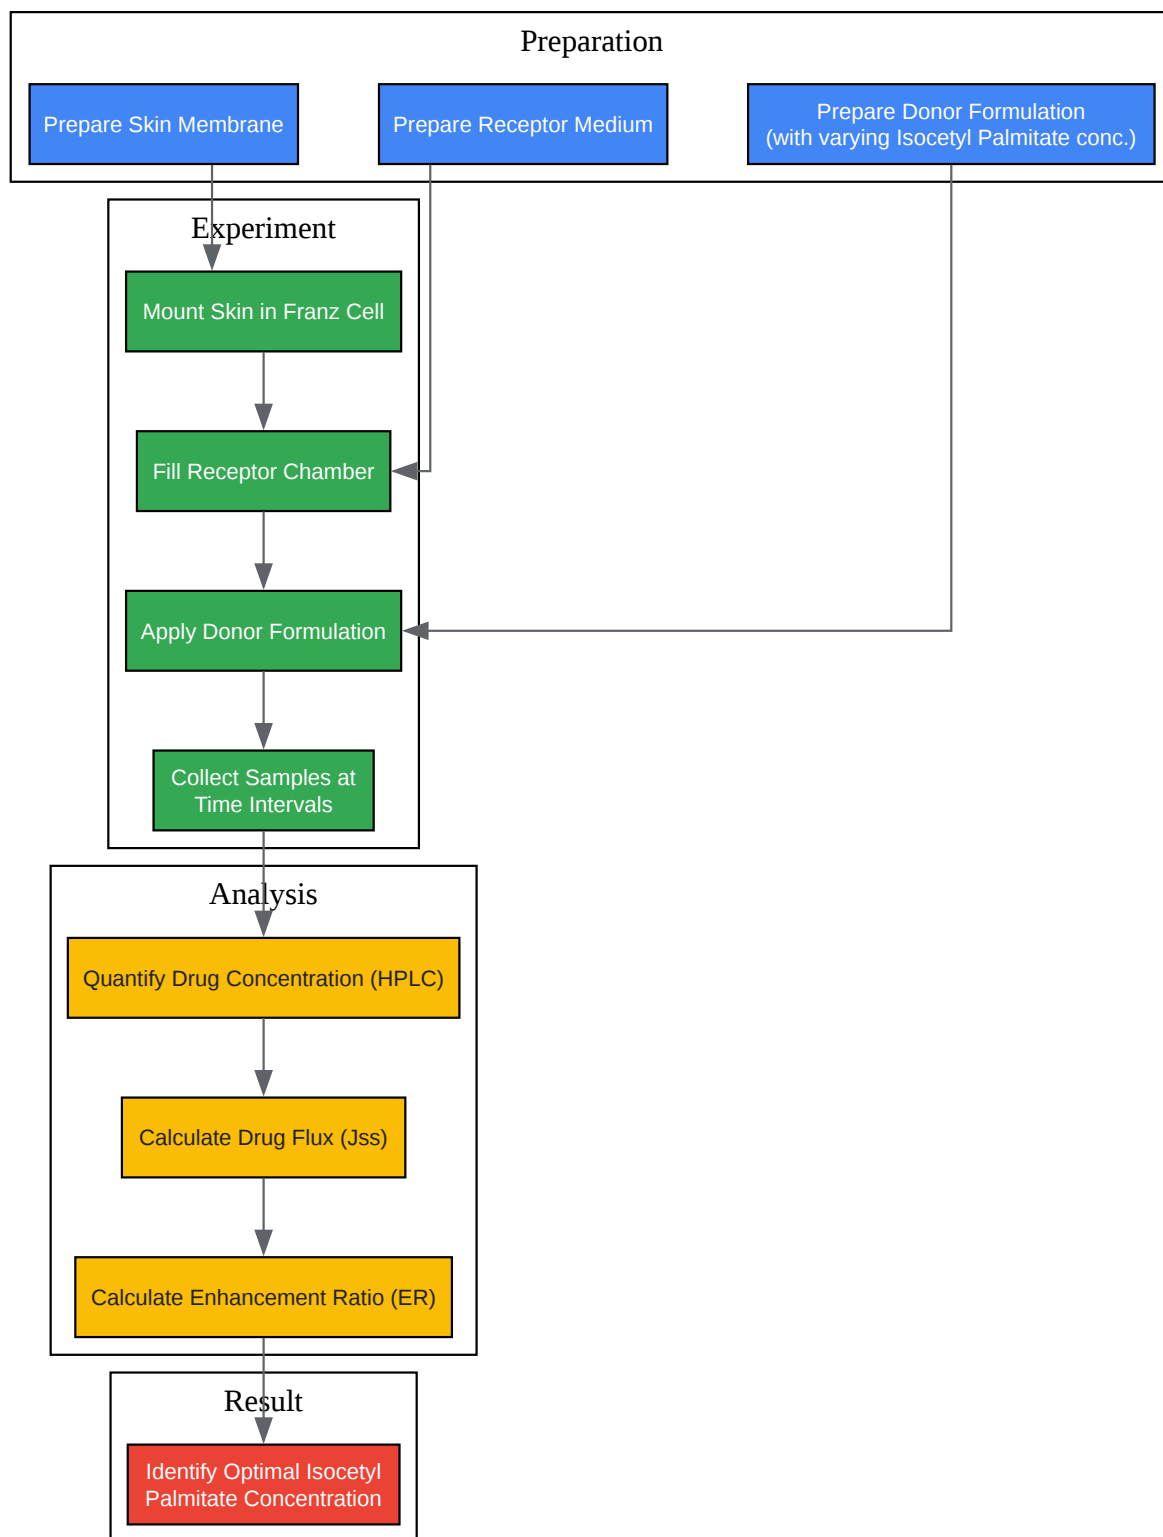 Preparation
Prepare Skin Membrane
Prepare Receptor Medium
Prepare Donor Formulation
(with varying Isocetyl Palmitate conc.)
Experiment
Mount Skin in Franz Cell
Fill Receptor Chamber
Apply Donor Formulation
Collect Samples at
Time Intervals
Analysis
Quantify Drug Concentration (HPLC)
Calculate Drug Flux (Jss)
Calculate Enhancement Ratio (ER)
Result
Identify Optimal Isocetyl
Palmitate Concentration